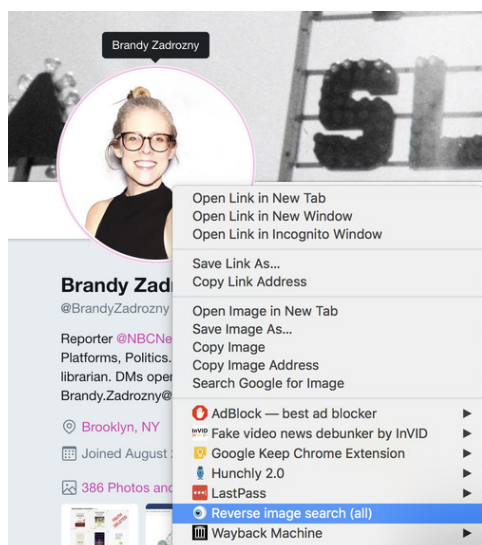 Brandy Zadrozny
SL
Brandy Zad
@BrandyZadrozny
Reporter @NBCNe
Platforms, Politics.
librarian. DMs oper
Brandy.Zadrozny@
Brooklyn, NY
Joined August
386 Photos and
Open Link in New Tab
Open Link in New Window
Open Link in Incognito Window
Save Link As...
Copy Link Address
Open Image in New Tab
Save Image As...
Copy Image
Copy Image Address
Search Google for Image
AdBlock — best ad blocker
InVID Fake video news debunker by InVID
Google Keep Chrome Extension
Hunchly 2.0
LastPass
Reverse image search (all)
Wayback Machine